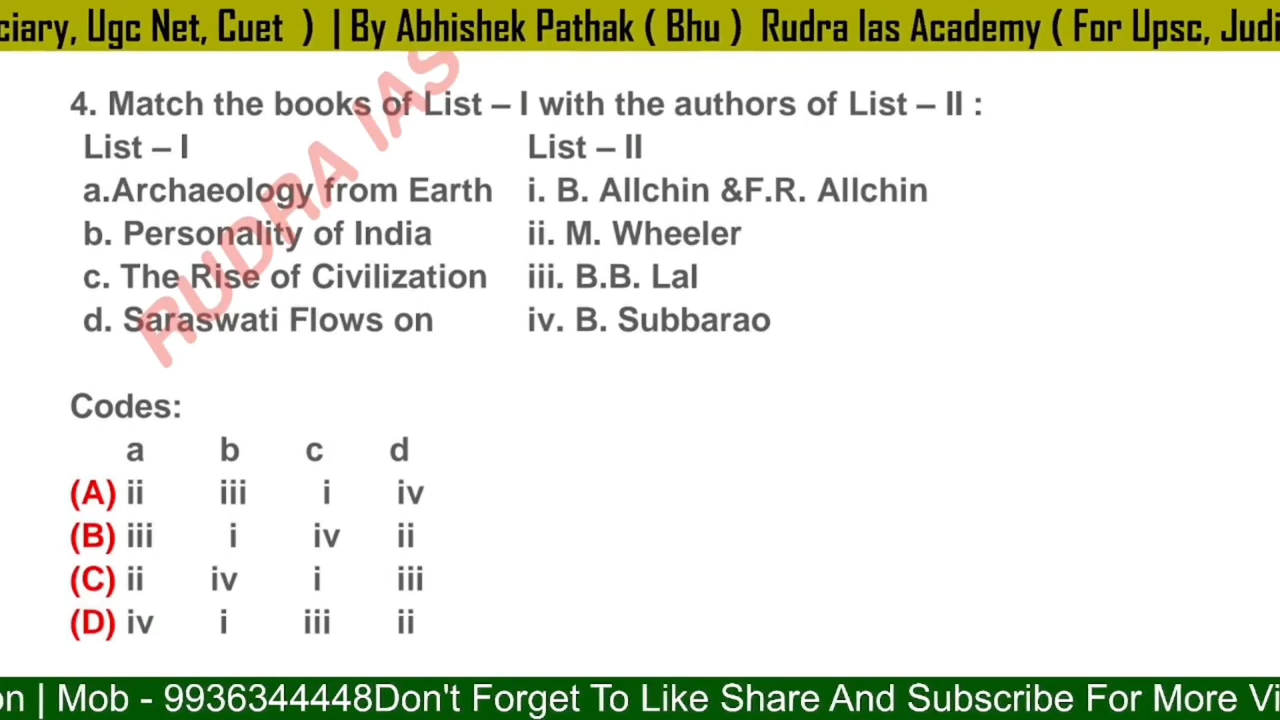 ciary, Ugc Net, Cuet ) | By Abhishek Pathak ( Bhu ) Rudra Ias Academy ( For Upsc, Judi
4. Match the books of List – I with the authors of List – II :
List – I List – II
a.Archaeology from Earth i. B. Allchin &F.R. Allchin
b. Personality of India ii. M. Wheeler
c. The Rise of Civilization iii. B.B. Lal
d. Saraswati Flows on iv. B. Subbarao
RUDRA IAS
Codes:
a b c d
(A) ii iii i iv
(B) iii i iv ii
(C) ii iv i iii
(D) iv i iii ii
on | Mob - 9936344448Don't Forget To Like Share And Subscribe For More Vi